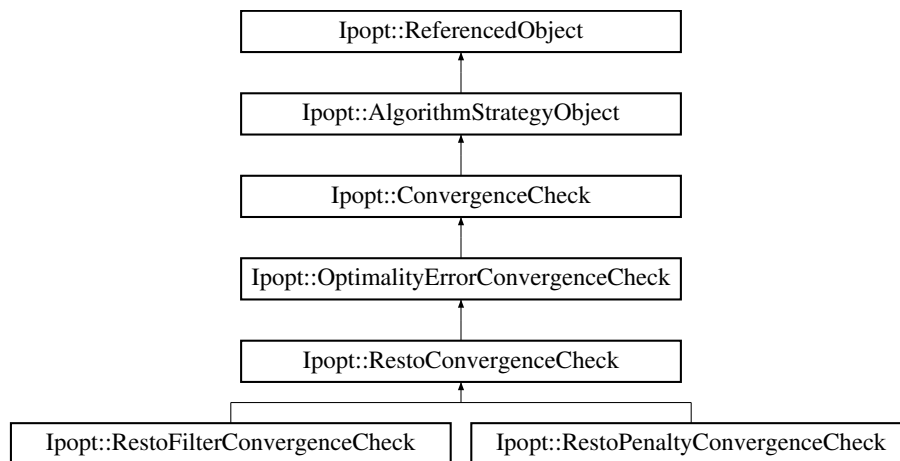 Ipopt::ReferencedObject
Ipopt::AlgorithmStrategyObject
Ipopt::ConvergenceCheck
Ipopt::OptimalityErrorConvergenceCheck
Ipopt::RestoConvergenceCheck
Ipopt::RestoFilterConvergenceCheck
Ipopt::RestoPenaltyConvergenceCheck